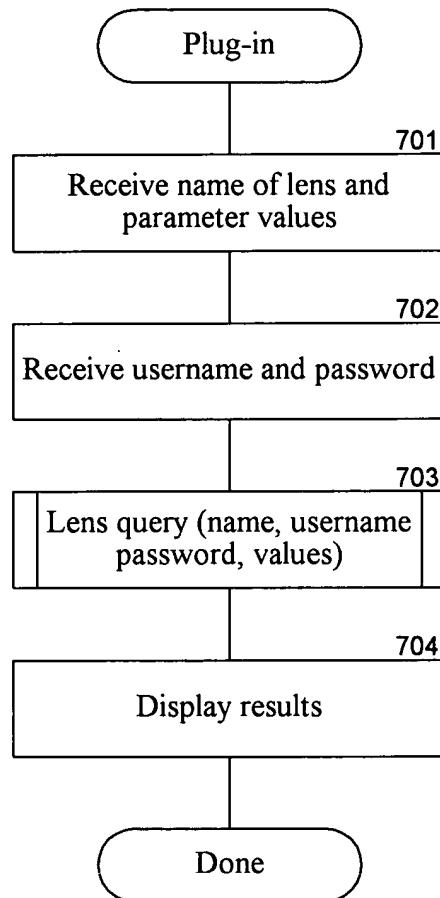 Plug-in
701
Receive name of lens and
parameter values
702
Receive username and password
703
Lens query (name, username
password, values)
704
Display results
Done